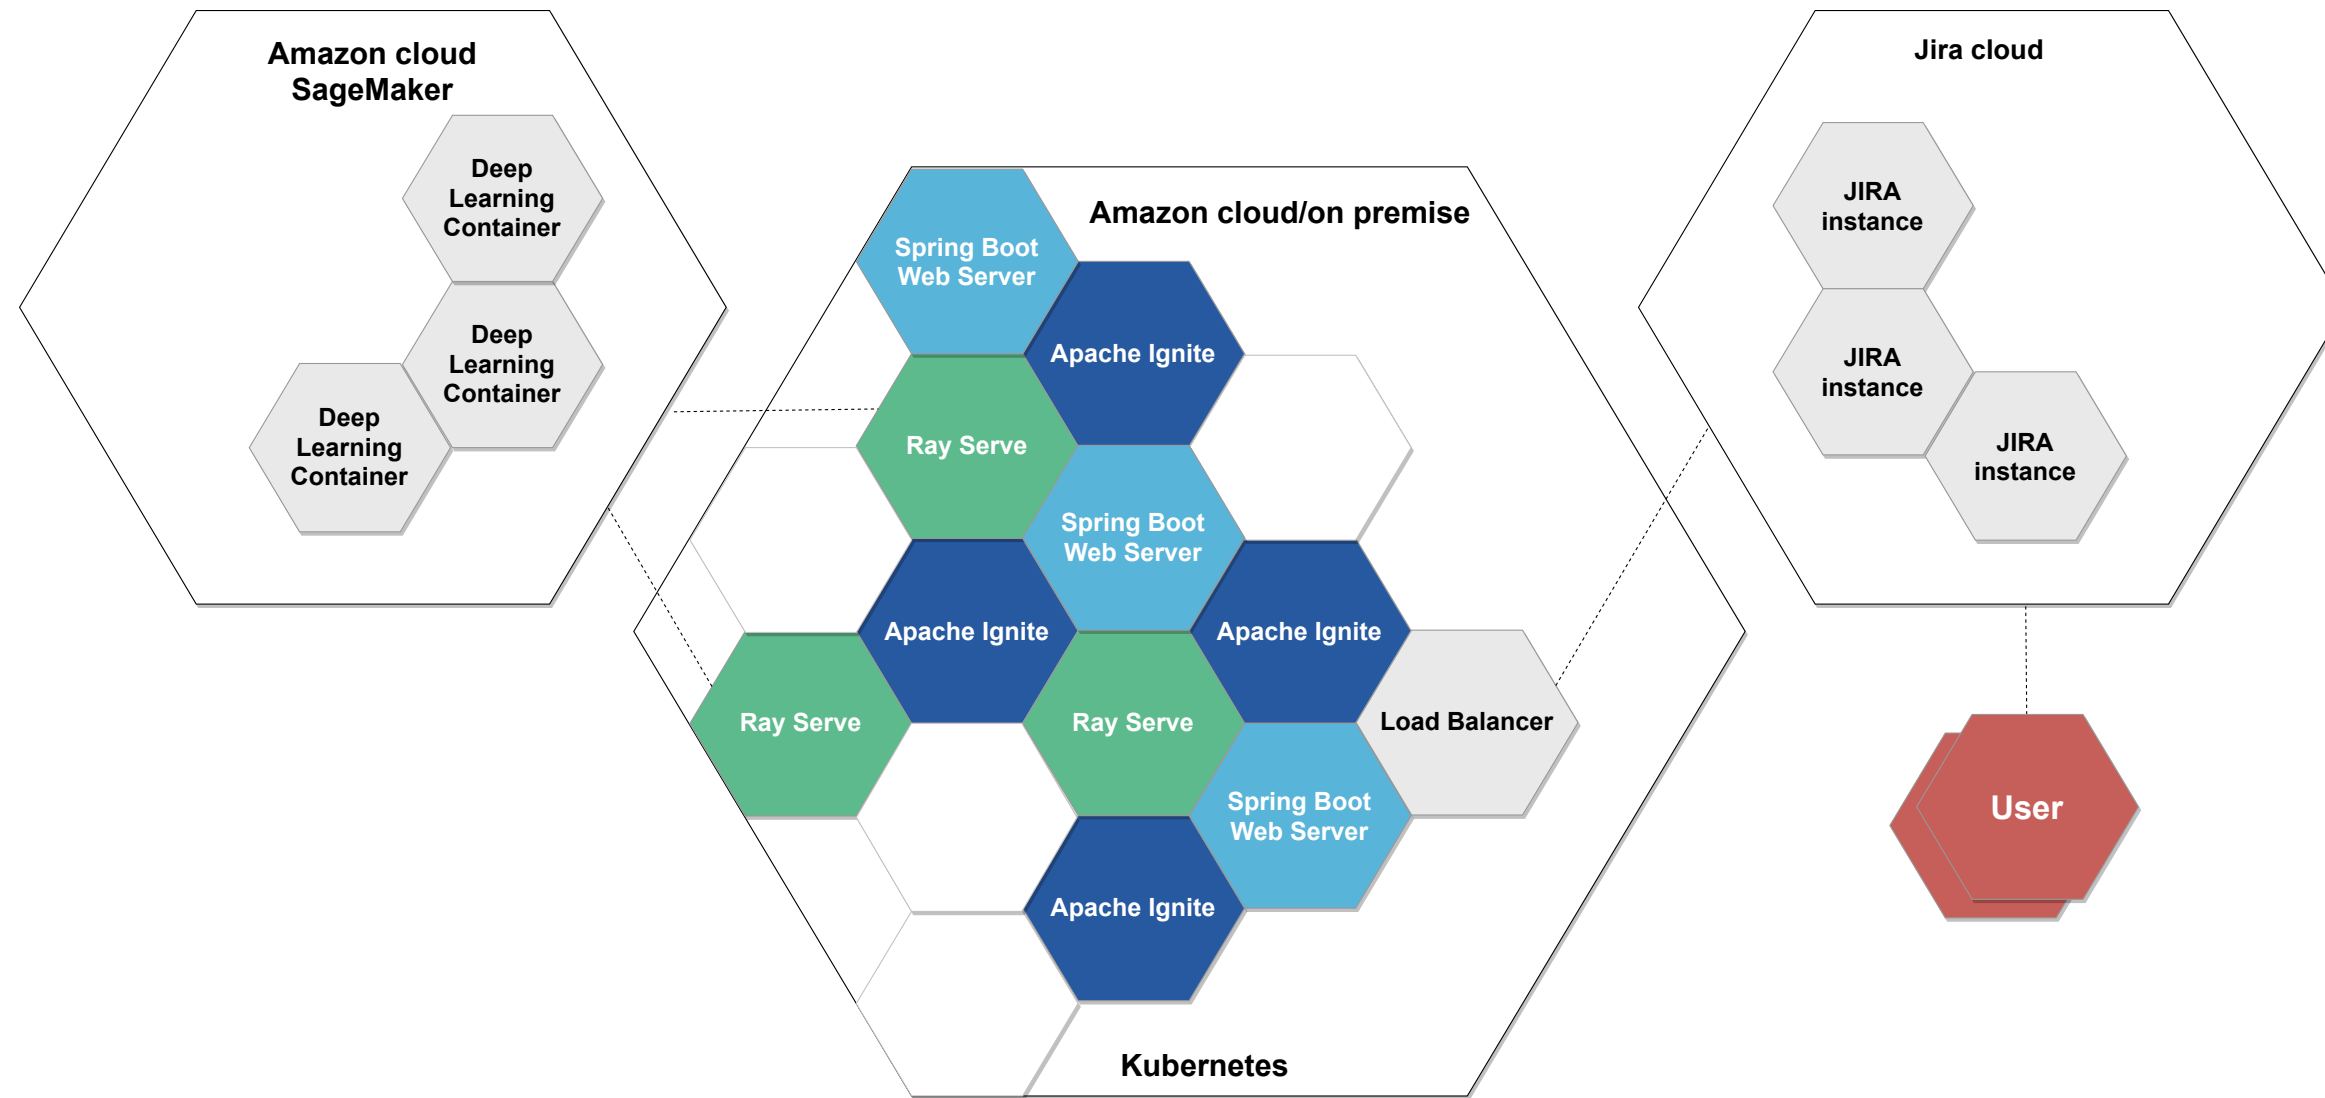 Amazon cloud
SageMaker
Deep
Learning
Container
Deep
Learning
Container
Deep
Learning
Container
Amazon cloud/on premise
Spring Boot
Web Server
Apache Ignite
Ray Serve
Spring Boot
Web Server
Apache Ignite
Apache Ignite
Ray Serve
Ray Serve
Load Balancer
Spring Boot
Web Server
Apache Ignite
Kubernetes
Jira cloud
JIRA
instance
JIRA
instance
JIRA
instance
User